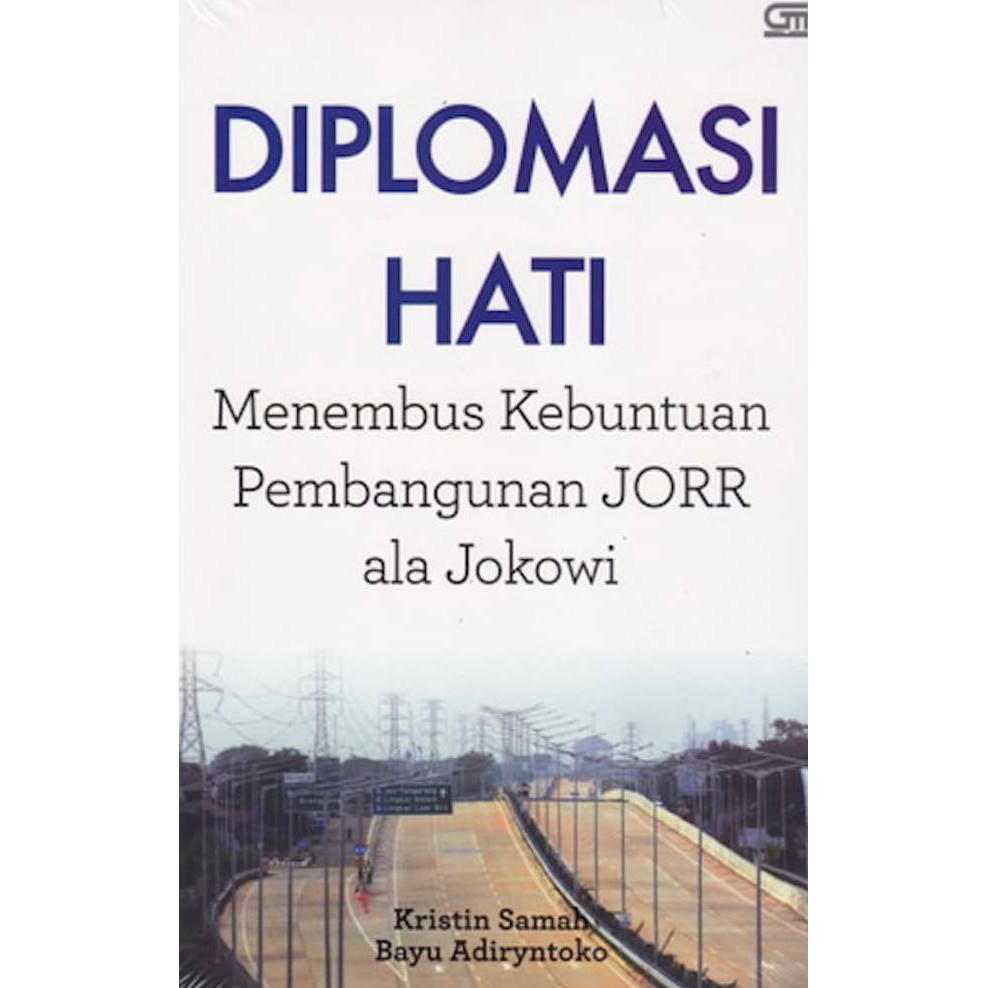 DIPLOMASI
HATI
Menembus Kebuntuan
Pembangunan JORR
ala Jokowi
Kristin Samah
Bayu Adiryntoko